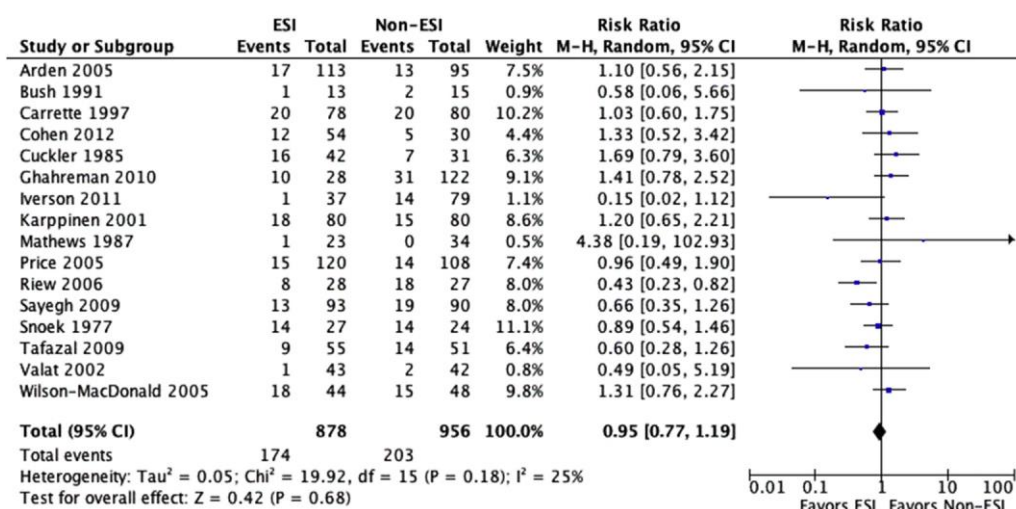 ESI Non-ESI Risk Ratio Risk Ratio
Study or Subgroup Events Total Events Total Weight M-H, Random, 95% CI M-H, Random, 95% CI
Arden 2005 17 113 13 95 7.5% 1.10 [0.56, 2.15]
Bush 1991 1 13 2 15 0.9% 0.58 [0.06, 5.66]
Carrette 1997 20 78 20 80 10.2% 1.03 [0.60, 1.75]
Cohen 2012 12 54 5 30 4.4% 1.33 [0.52, 3.42]
Cuckler 1985 16 42 7 31 6.3% 1.69 [0.79, 3.60]
Ghahreman 2010 10 28 31 122 9.1% 1.41 [0.78, 2.52]
Iverson 2011 1 37 14 79 1.1% 0.15 [0.02, 1.12]
Karppinen 2001 18 80 15 80 8.6% 1.20 [0.65, 2.21]
Mathews 1987 1 23 0 34 0.5% 4.38 [0.19, 102.93]
Price 2005 15 120 14 108 7.4% 0.96 [0.49, 1.90]
Riew 2006 8 28 18 27 8.0% 0.43 [0.23, 0.82]
Sayegh 2009 13 93 19 90 8.0% 0.66 [0.35, 1.26]
Snoek 1977 14 27 14 24 11.1% 0.89 [0.54, 1.46]
Tafazal 2009 9 55 14 51 6.4% 0.60 [0.28, 1.26]
Valat 2002 1 43 2 42 0.8% 0.49 [0.05, 5.19]
Wilson-MacDonald 2005 18 44 15 48 9.8% 1.31 [0.76, 2.27]
Total (95% CI) 878 956 100.0% 0.95 [0.77, 1.19]
Total events 174 203
Heterogeneity: Tau² = 0.05; Chi² = 19.92, df = 15 (P = 0.18); I² = 25%
Test for overall effect: Z = 0.42 (P = 0.68)
0.01 0.1 1 10 100
Favors ESI Favors Non-ESI